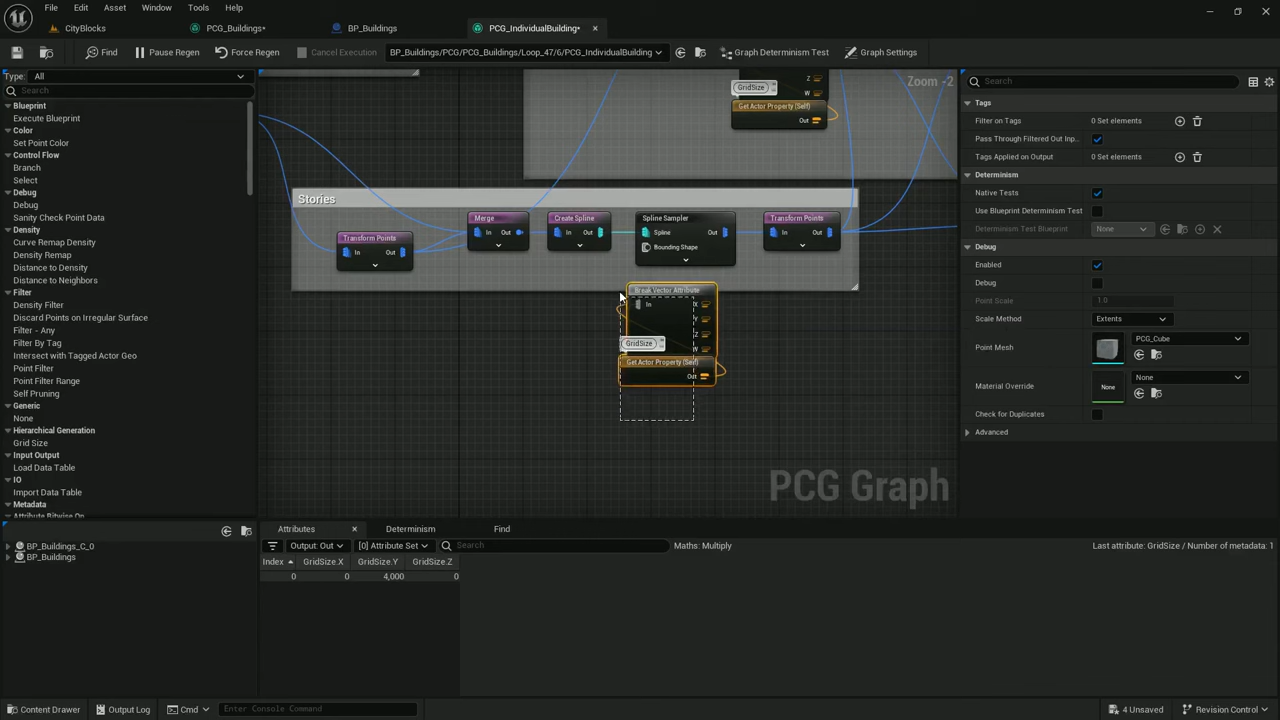 File Edit Asset Window Tools Help
CityBlocks PCG_Buildings* BP_Buildings PCG_IndividualBuilding*
Find Pause Regen Force Regen Cancel Execution BP_Buildings/PCG/PCG_Buildings/Loop_47/6/PCG_IndividualBuilding Graph Determinism Test Graph Settings
Type: All
Search
Blueprint
Execute Blueprint
Color
Set Point Color
Control Flow
Branch
Select
Debug
Debug
Sanity Check Point Data
Density
Curve Remap Density
Density Remap
Distance to Density
Distance to Neighbors
Filter
Density Filter
Discard Points on Irregular Surface
Filter - Any
Filter By Tag
Intersect with Tagged Actor Geo
Point Filter
Point Filter Range
Self Pruning
Generic
None
Hierarchical Generation
Grid Size
Input Output
Load Data Table
IO
Import Data Table
Metadata
Attribute Bitwise Op
Zoom -2
Z
W
GridSize
Get Actor Property (Self)
Out
Stories
Transform Points
In Out
Merge
In Out
Create Spline
In Out
Spline Sampler
Spline Out
Bounding Shape
Transform Points
In Out
Break Vector Attribute
In X
Y
Z
W
GridSize
Get Actor Property (Self)
Out
PCG Graph
Search
Tags
Filter on Tags 0 Set elements
Pass Through Filtered Out Inp...
Tags Applied on Output 0 Set elements
Determinism
Native Tests
Use Blueprint Determinism Test
Determinism Test Blueprint None
Debug
Enabled
Debug
Point Scale 1.0
Scale Method Extents
Point Mesh PCG_Cube
Material Override None None
Check for Duplicates
Advanced
BP_Buildings_C_0
BP_Buildings
Attributes Determinism Find
Output: Out [0] Attribute Set Search Maths: Multiply Last attribute: GridSize / Number of metadata: 1
Index GridSize.X GridSize.Y GridSize.Z
0 0 4,000 0
Content Drawer Output Log Cmd Enter Console Command 4 Unsaved Revision Control